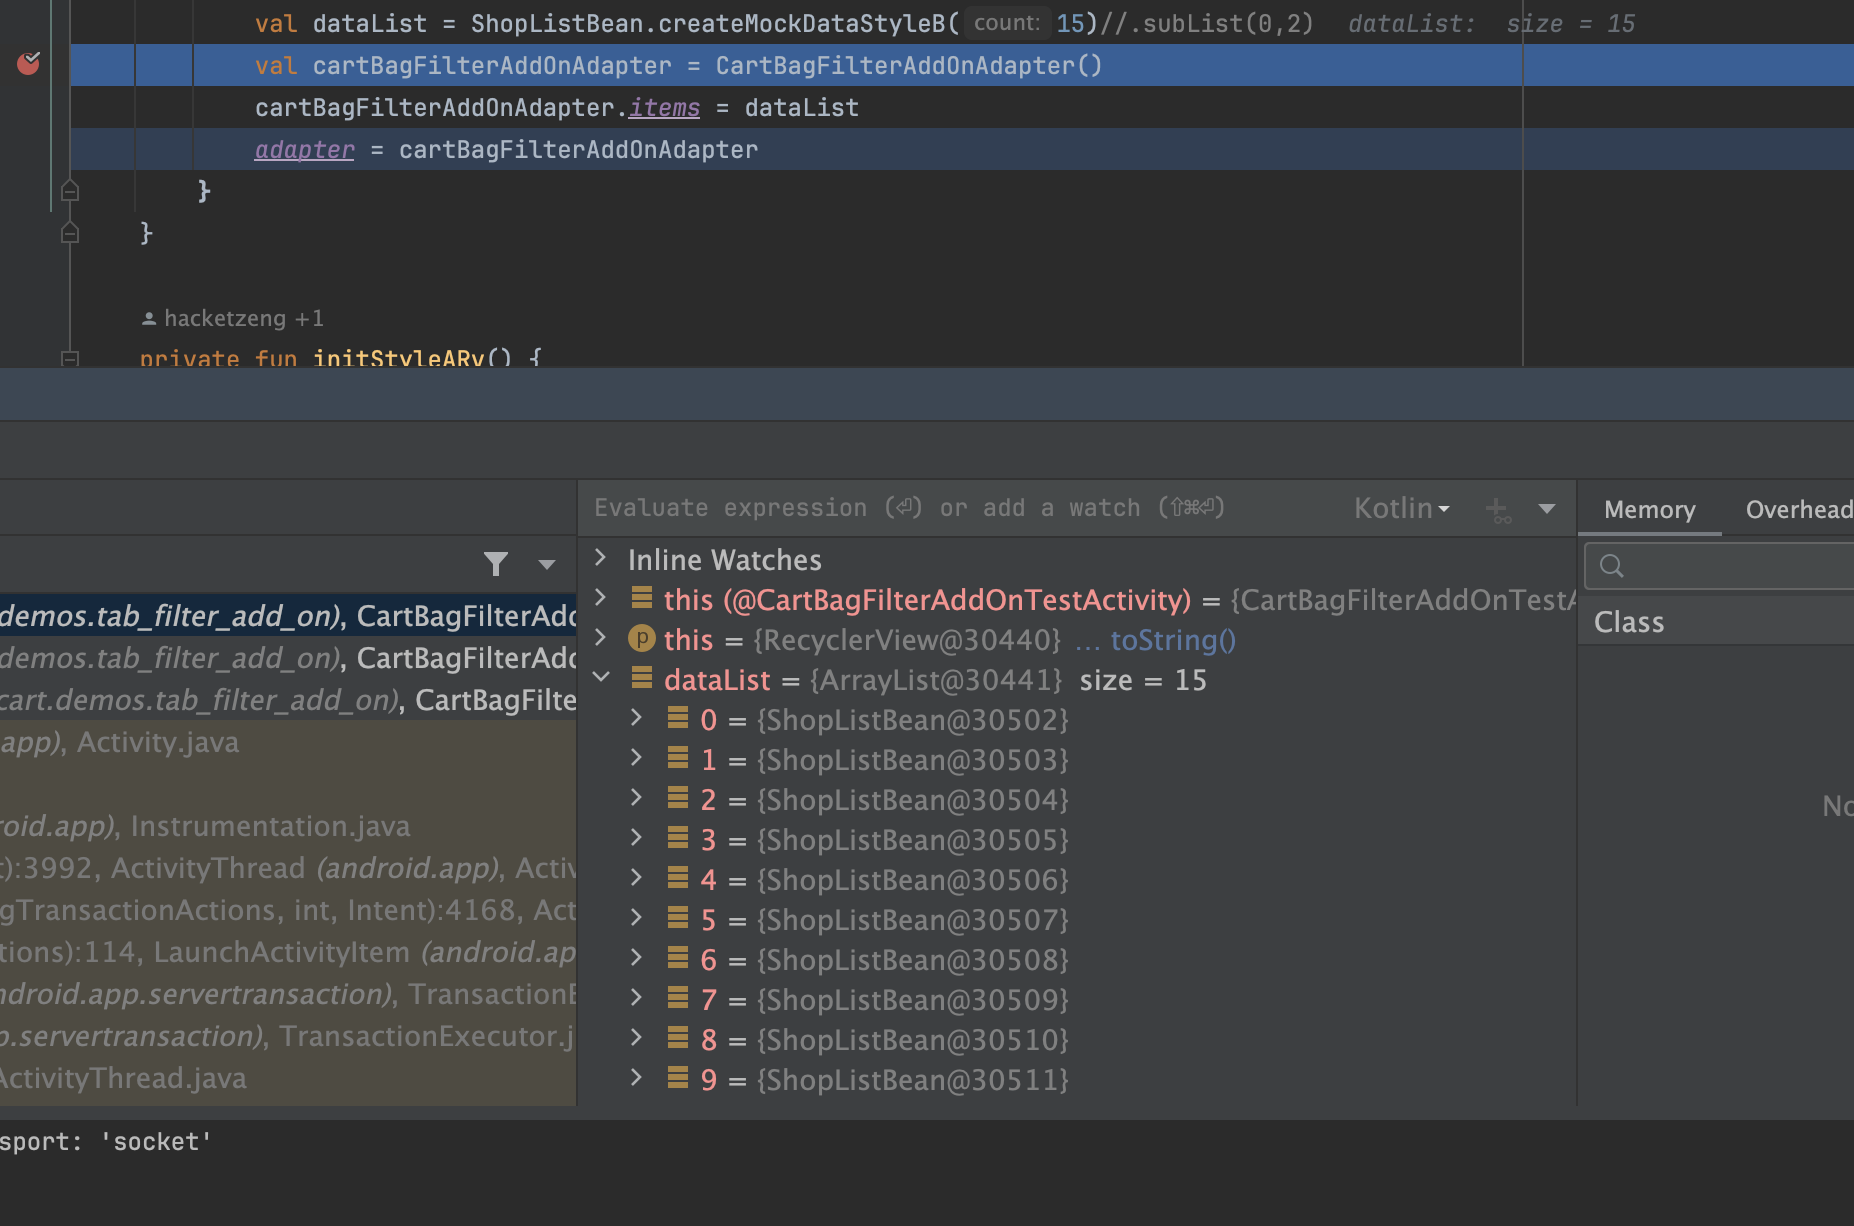 val dataList = ShopListBean.createMockDataStyleB( count: 15)//.subList(0,2)   dataList:  size = 15
val cartBagFilterAddOnAdapter = CartBagFilterAddOnAdapter()
cartBagFilterAddOnAdapter.items = dataList
adapter = cartBagFilterAddOnAdapter
}
}
hacketzeng +1
private fun initStyleARv() {
Evaluate expression (⏎) or add a watch (⇧⌘⏎)
Kotlin
Memory
Overhead
Class
No
Inline Watches
this (@CartBagFilterAddOnTestActivity) = {CartBagFilterAddOnTestA
this = {RecyclerView@30440} ... toString()
dataList = {ArrayList@30441} size = 15
0 = {ShopListBean@30502}
1 = {ShopListBean@30503}
2 = {ShopListBean@30504}
3 = {ShopListBean@30505}
4 = {ShopListBean@30506}
5 = {ShopListBean@30507}
6 = {ShopListBean@30508}
7 = {ShopListBean@30509}
8 = {ShopListBean@30510}
9 = {ShopListBean@30511}
demos.tab_filter_add_on), CartBagFilterAdd
demos.tab_filter_add_on), CartBagFilterAdd
cart.demos.tab_filter_add_on), CartBagFilte
app), Activity.java
roid.app), Instrumentation.java
t):3992, ActivityThread (android.app), Activ
gTransactionActions, int, Intent):4168, Act
tions):114, LaunchActivityItem (android.ap
ndroid.app.servertransaction), TransactionE
p.servertransaction), TransactionExecutor.j
ActivityThread.java
sport: 'socket'